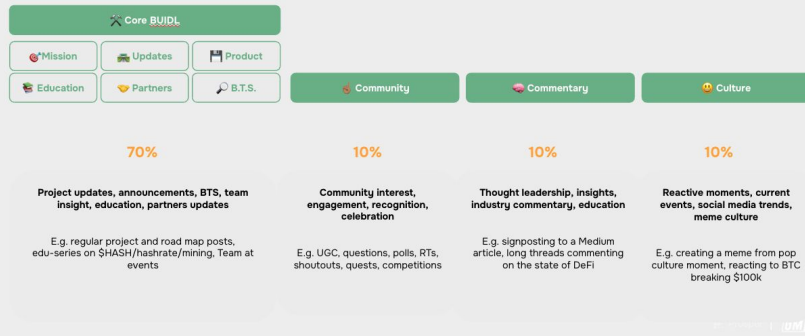 Core BUIDL
Mission
Updates
Product
Education
Partners
B.T.S.
Community
Commentary
Culture
70%
10%
10%
10%
Project updates, announcements, BTS, team
insight, education, partners updates
E.g. regular project and road map posts,
edu-series on $HASH/hashrate/mining, Team at
events
Community interest,
engagement, recognition,
celebration
E.g. UGC, questions, polls, RTs,
shoutouts, quests, competitions
Thought leadership, insights,
industry commentary, education
E.g. signposting to a Medium
article, long threads commenting
on the state of DeFi
Reactive moments, current
events, social media trends,
meme culture
E.g. creating a meme from pop
culture moment, reacting to BTC
breaking $100k